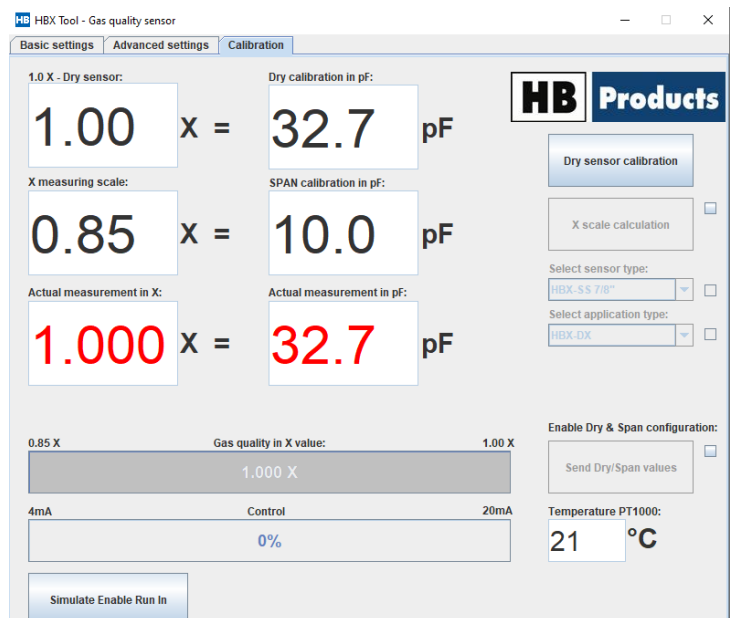 HB HBX Tool - Gas quality sensor
Basic settings Advanced settings Calibration
1.0 X - Dry sensor: Dry calibration in pF:
1.00 X = 32.7 pF
HB Products
Dry sensor calibration
X measuring scale: SPAN calibration in pF:
0.85 X = 10.0 pF
X scale calculation
Select sensor type:
HBX-SS 7/8"
Actual measurement in X: Actual measurement in pF:
1.000 X = 32.7 pF
Select application type:
HBX-DX
Enable Dry & Span configuration:
0.85 X Gas quality in X value: 1.00 X
1.000 X
Send Dry/Span values
4mA Control 20mA
0%
Temperature PT1000:
21 °C
Simulate Enable Run In